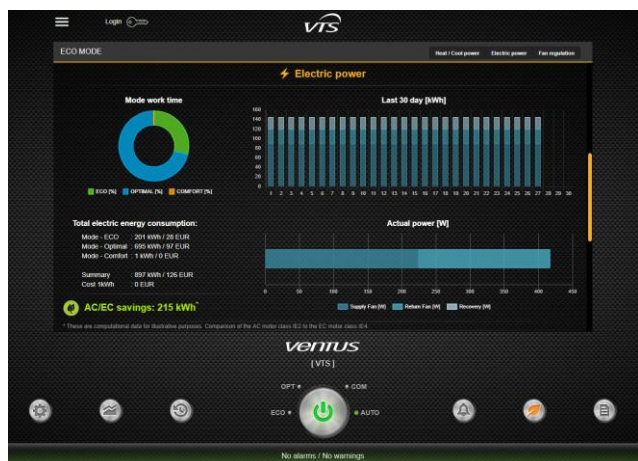 Login
VTS
ECO MODE
Heat / Cool power
Electric power
Fan regulation
Electric power
Mode work time
ECO [%] OPTIMAL [%] COMFORT [%]
Last 30 day [kWh]
160
140
120
100
80
60
40
20
0
1 2 3 4 5 6 7 8 9 10 11 12 13 14 15 16 17 18 19 20 21 22 23 24 25 26 27 28 29 30
Total electric energy consumption:
Mode - ECO : 201 kWh / 28 EUR
Mode - Optimal : 695 kWh / 97 EUR
Mode - Comfort : 1 kWh / 0 EUR
Summary : 897 kWh / 126 EUR
Cost 1kWh : 0 EUR
AC/EC savings: 215 kWh*
Actual power [W]
0 50 100 150 200 250 300 350 400 450
Supply Fan [W] Return Fan [W] Recovery [W]
* These are computational data for illustrative purposes. Comparison of the AC motor class IE2 to the EC motor class IE4.
VENTUS
[ VTS ]
OPT COM
ECO AUTO
No alarms / No warnings